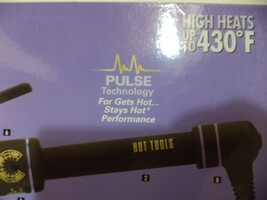 HIGH HEATS
UP
TO 430°F
PULSE
Technology
For Gets Hot...
Stays Hot*
Performance
HOT TOOLS